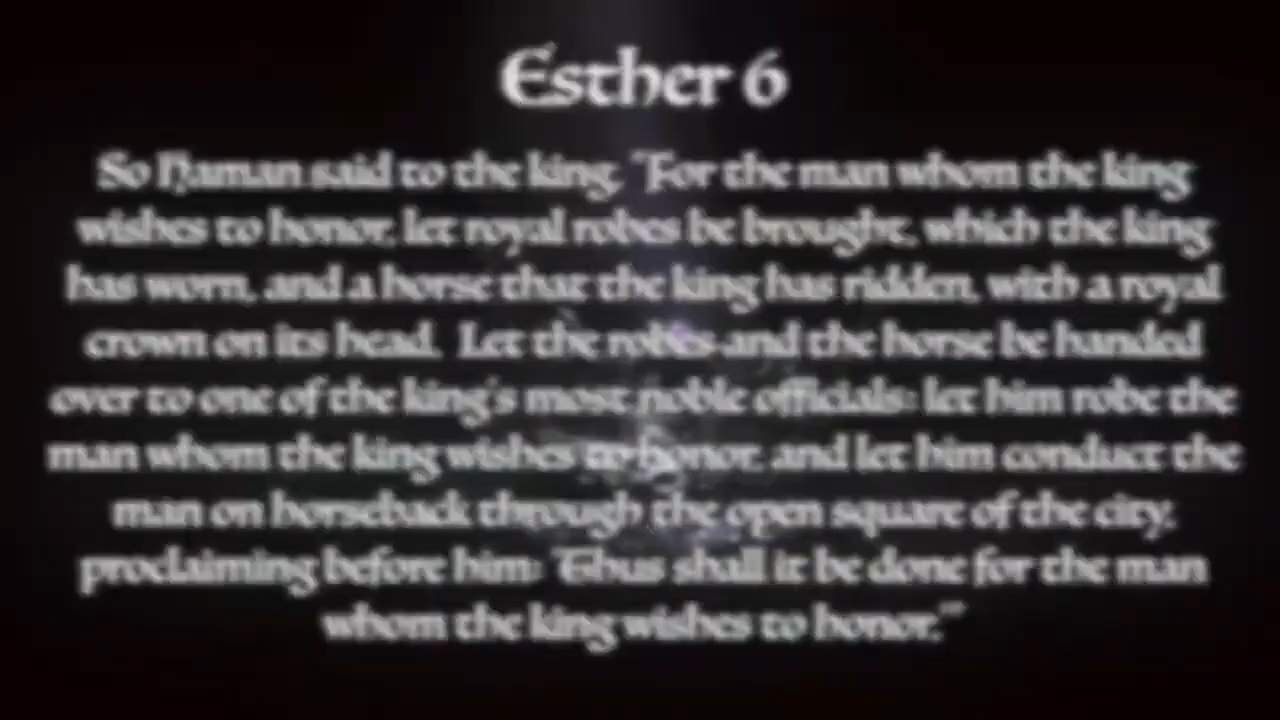 Esther 6
So Haman said to the king, "For the man whom the king
wishes to honor, let royal robes be brought, which the king
has worn, and a horse that the king has ridden, with a royal
crown on its head. Let the robes and the horse be handed
over to one of the king's most noble officials; let him robe the
man whom the king wishes to honor, and let him conduct the
man on horseback through the open square of the city,
proclaiming before him: 'Thus shall it be done for the man
whom the king wishes to honor.'"